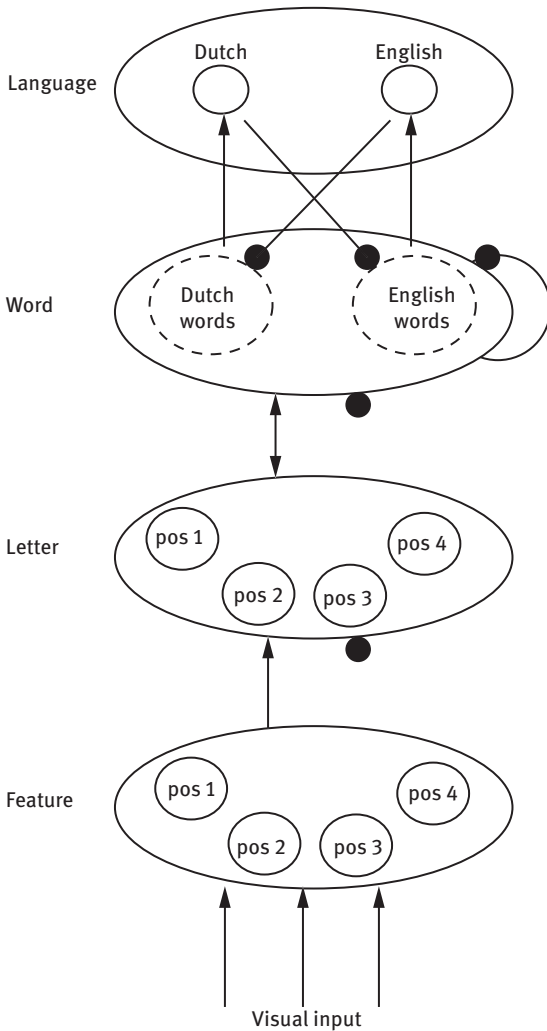 Dutch English
Language
Word
Dutch words
English words
Letter
pos 1
pos 2
pos 3
pos 4
Feature
pos 1
pos 2
pos 3
pos 4
Visual input